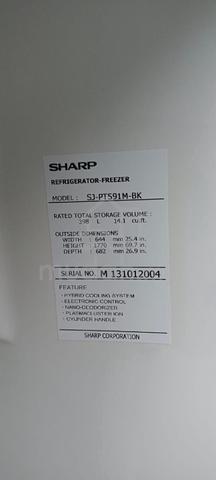 SHARP
REFRIGERATOR-FREEZER
MODEL : SJ-PT591M-BK
RATED TOTAL STORAGE VOLUME :
398 L 14.1 cu.ft.
OUTSIDE DIMENSIONS
WIDTH : 644 mm 25.4 in.
HEIGHT : 1770 mm 69.7 in.
DEPTH : 682 mm 26.9 in.
SERIAL NO. M 131012004
FEATURE
· HYBRID COOLING SYSTEM
· ELECTRONIC CONTROL
· NANO-DEODORIZER
· PLASMACLUSTER ION
· CYLINDER HANDLE
SHARP CORPORATION